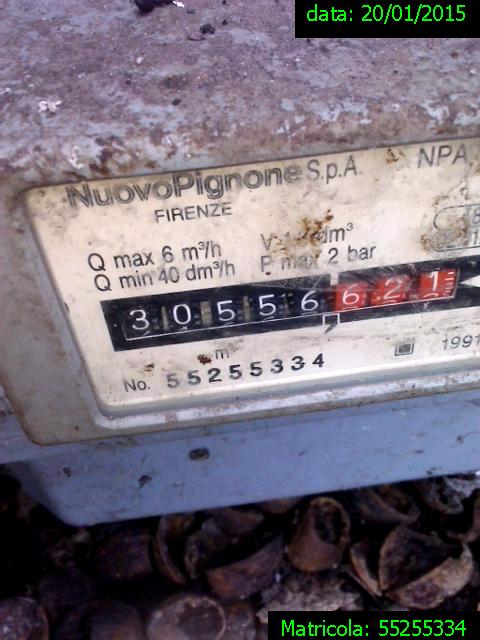 data: 20/01/2015
NuovoPignone S.p.A.
NPA
FIRENZE
Q max 6 m³/h
Q min 40 dm³/h
V dm³
P max 2 bar
3 0 5 5 6 6 2 1
m³
No. 55255334
1991
Matricola: 55255334